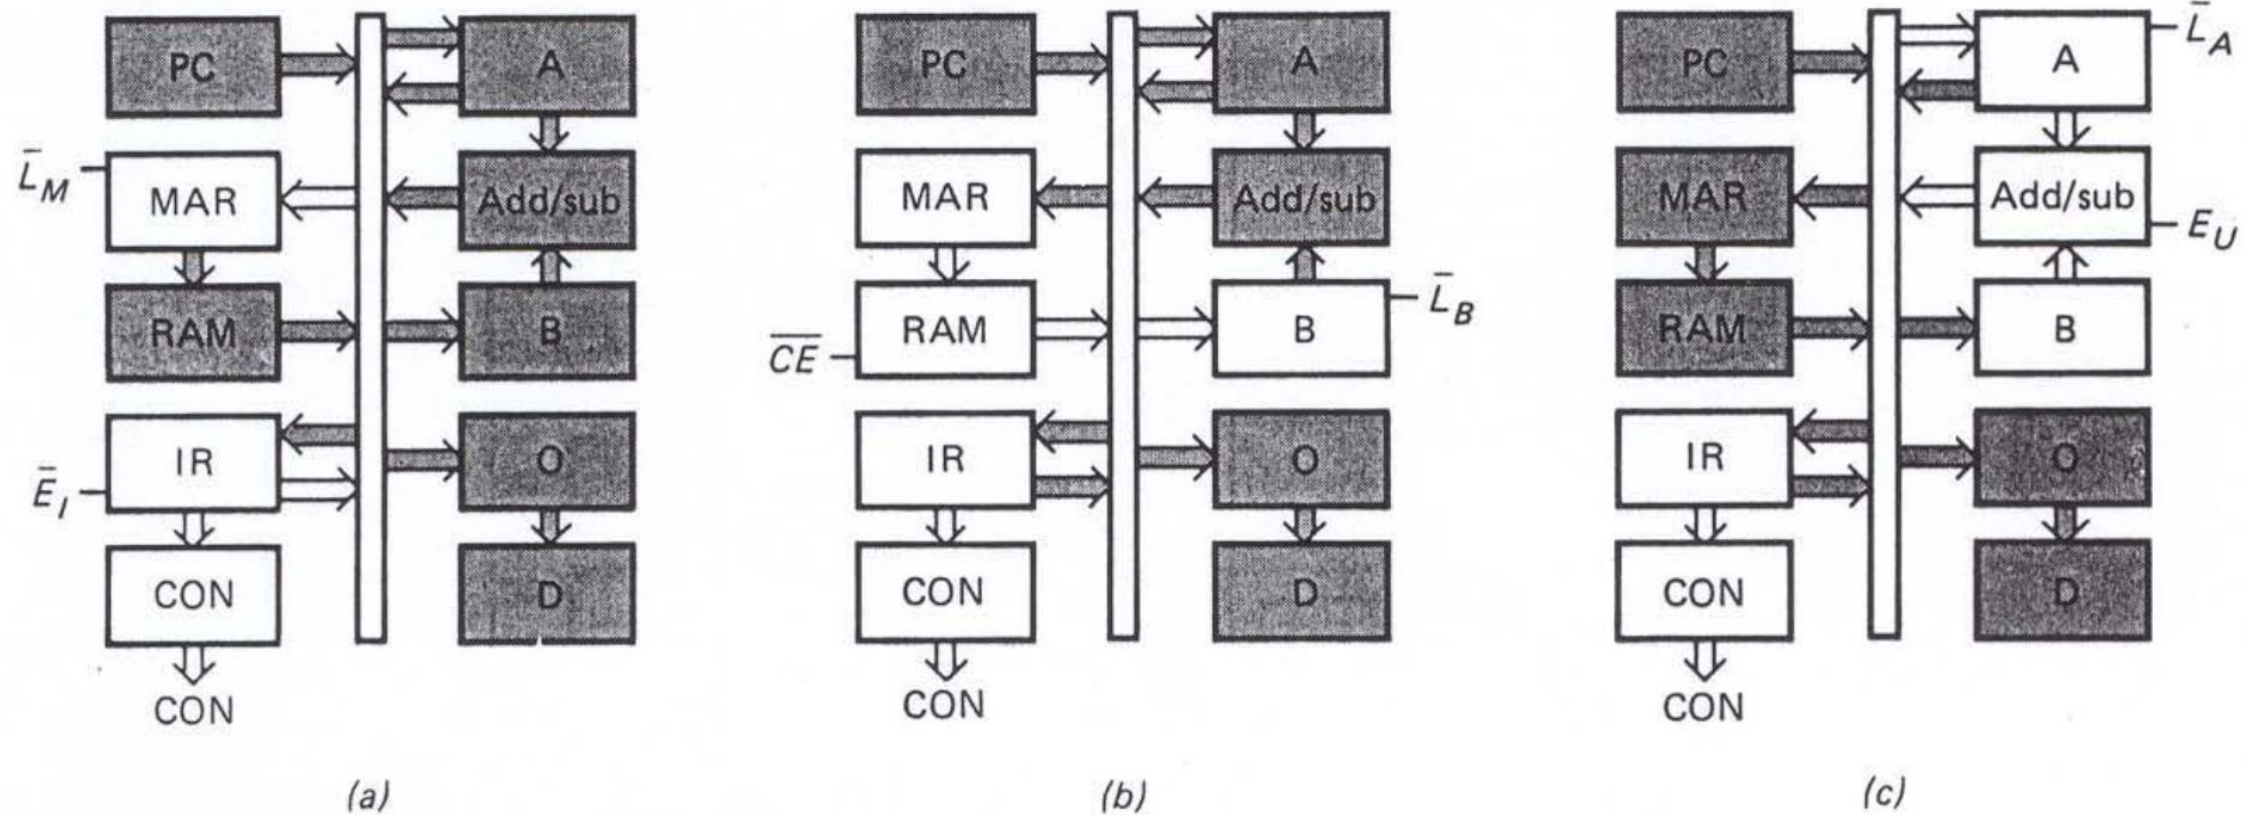 PC
A
L̄M
MAR
Add/sub
RAM
B
IR
O
ĒI
CON
D
CON
(a)
PC
A
MAR
Add/sub
RAM
B
L̄B
C̅E̅
IR
O
CON
D
CON
(b)
PC
A
L̄A
MAR
Add/sub
EU
RAM
B
IR
O
CON
D
CON
(c)